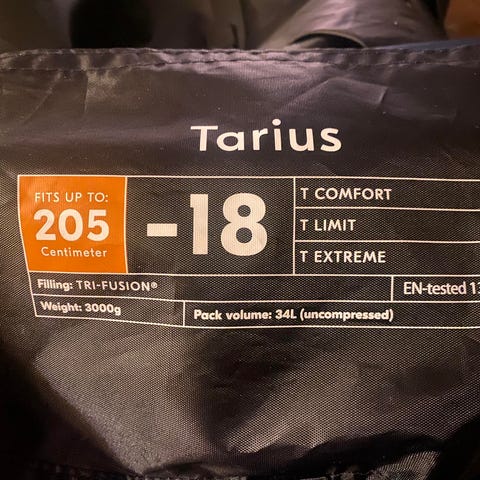 Tarius
FITS UP TO:
205
Centimeter
-18
T COMFORT
T LIMIT
T EXTREME
Filling: TRI-FUSION®
EN-tested 13
Weight: 3000g
Pack volume: 34L (uncompressed)